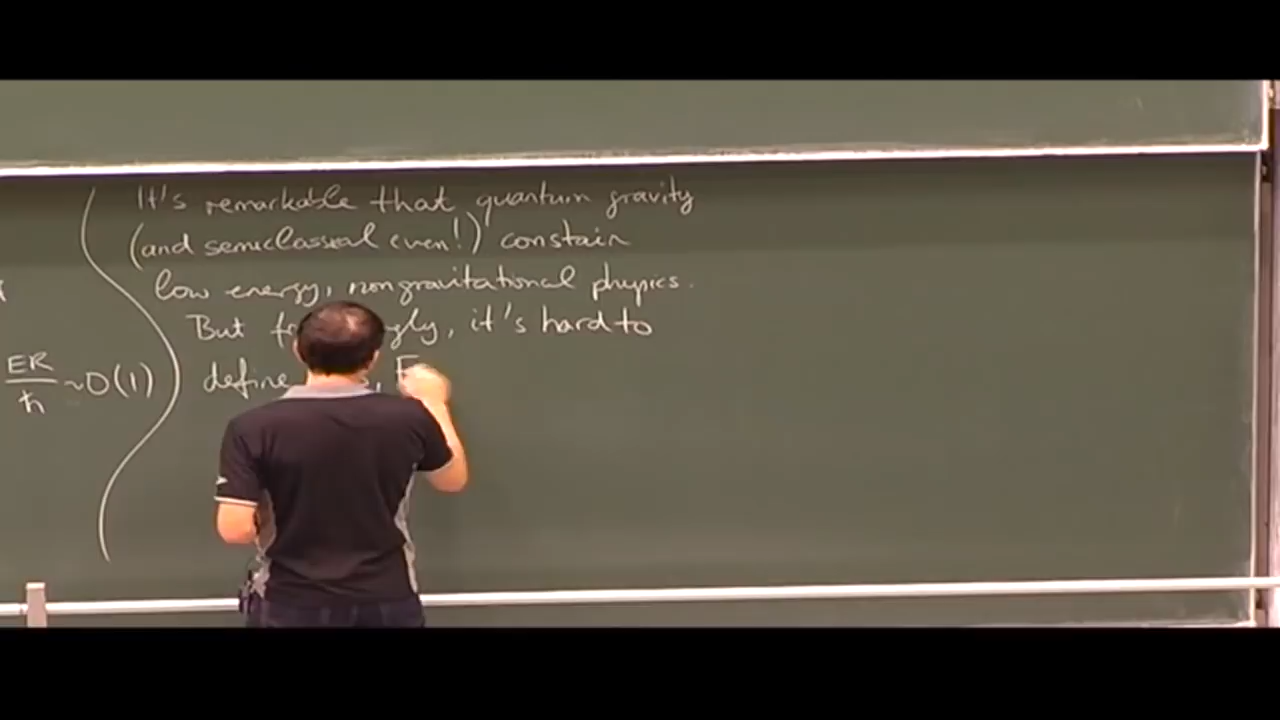 It's remarkable that quantum gravity
(and semiclassical even!) constain
low energy, nongravitational physics.
But, it's hard to
ER/ħ ~ O(1)
define